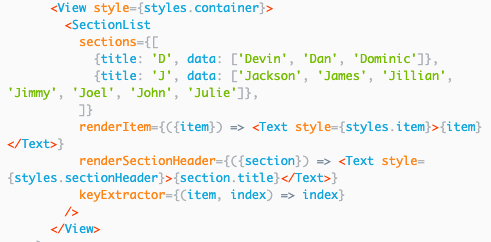 <View style={styles.container}>
<SectionList
sections={[
{title: 'D', data: ['Devin', 'Dan', 'Dominic']},
{title: 'J', data: ['Jackson', 'James', 'Jillian',
'Jimmy', 'Joel', 'John', 'Julie']},
]}
renderItem={({item}) => <Text style={styles.item}>{item}
</Text>}
renderSectionHeader={({section}) => <Text style=
{styles.sectionHeader}>{section.title}</Text>}
keyExtractor={(item, index) => index}
/>
</View>